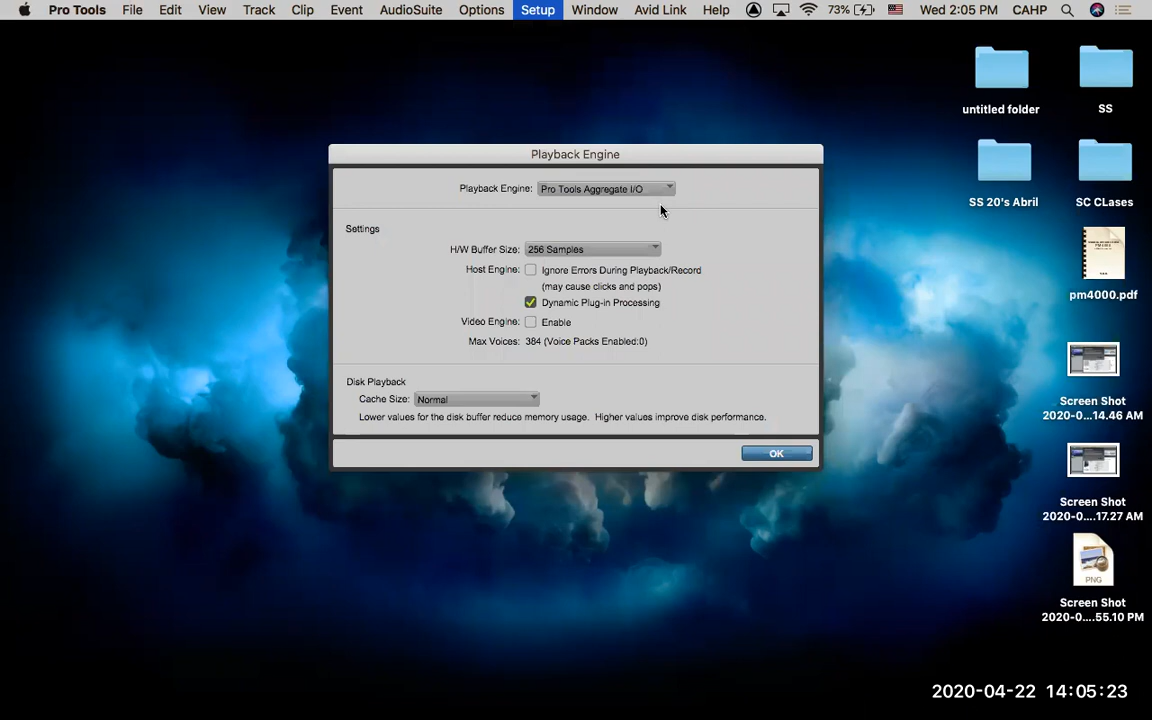 Pro Tools File Edit View Track Clip Event AudioSuite Options Setup Window Avid Link Help 73% Wed 2:05 PM CAHP
untitled folder
SS
SS 20's Abril
SC CLases
pm4000.pdf
Screen Shot
2020-0....14.46 AM
Screen Shot
2020-0....17.27 AM
PNG
Screen Shot
2020-0....55.10 PM
Playback Engine
Playback Engine: Pro Tools Aggregate I/O
Settings
H/W Buffer Size: 256 Samples
Host Engine: Ignore Errors During Playback/Record
(may cause clicks and pops)
Dynamic Plug-in Processing
Video Engine: Enable
Max Voices: 384 (Voice Packs Enabled:0)
Disk Playback
Cache Size: Normal
Lower values for the disk buffer reduce memory usage. Higher values improve disk performance.
OK
2020-04-22 14:05:23